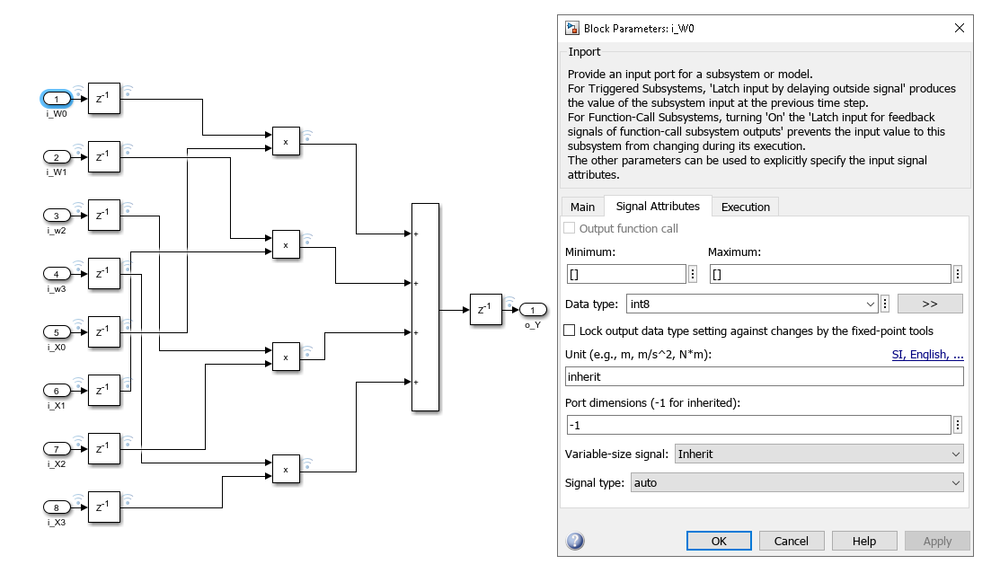 1
z-1
i_W0
2
z-1
i_W1
3
z-1
i_w2
4
z-1
i_w3
5
z-1
i_X0
6
z-1
i_X1
7
z-1
i_X2
8
z-1
i_X3
x
x
x
x
+
+
+
+
z-1
1
o_Y
Block Parameters: i_W0
Inport
Provide an input port for a subsystem or model.
For Triggered Subsystems, 'Latch input by delaying outside signal' produces
the value of the subsystem input at the previous time step.
For Function-Call Subsystems, turning 'On' the 'Latch input for feedback
signals of function-call subsystem outputs' prevents the input value to this
subsystem from changing during its execution.
The other parameters can be used to explicitly specify the input signal
attributes.
Main Signal Attributes Execution
Output function call
Minimum: Maximum:
[] []
Data type: int8 >>
Lock output data type setting against changes by the fixed-point tools
Unit (e.g., m, m/s^2, N*m): SI, English, ...
inherit
Port dimensions (-1 for inherited):
-1
Variable-size signal: Inherit
Signal type: auto
? OK Cancel Help Apply